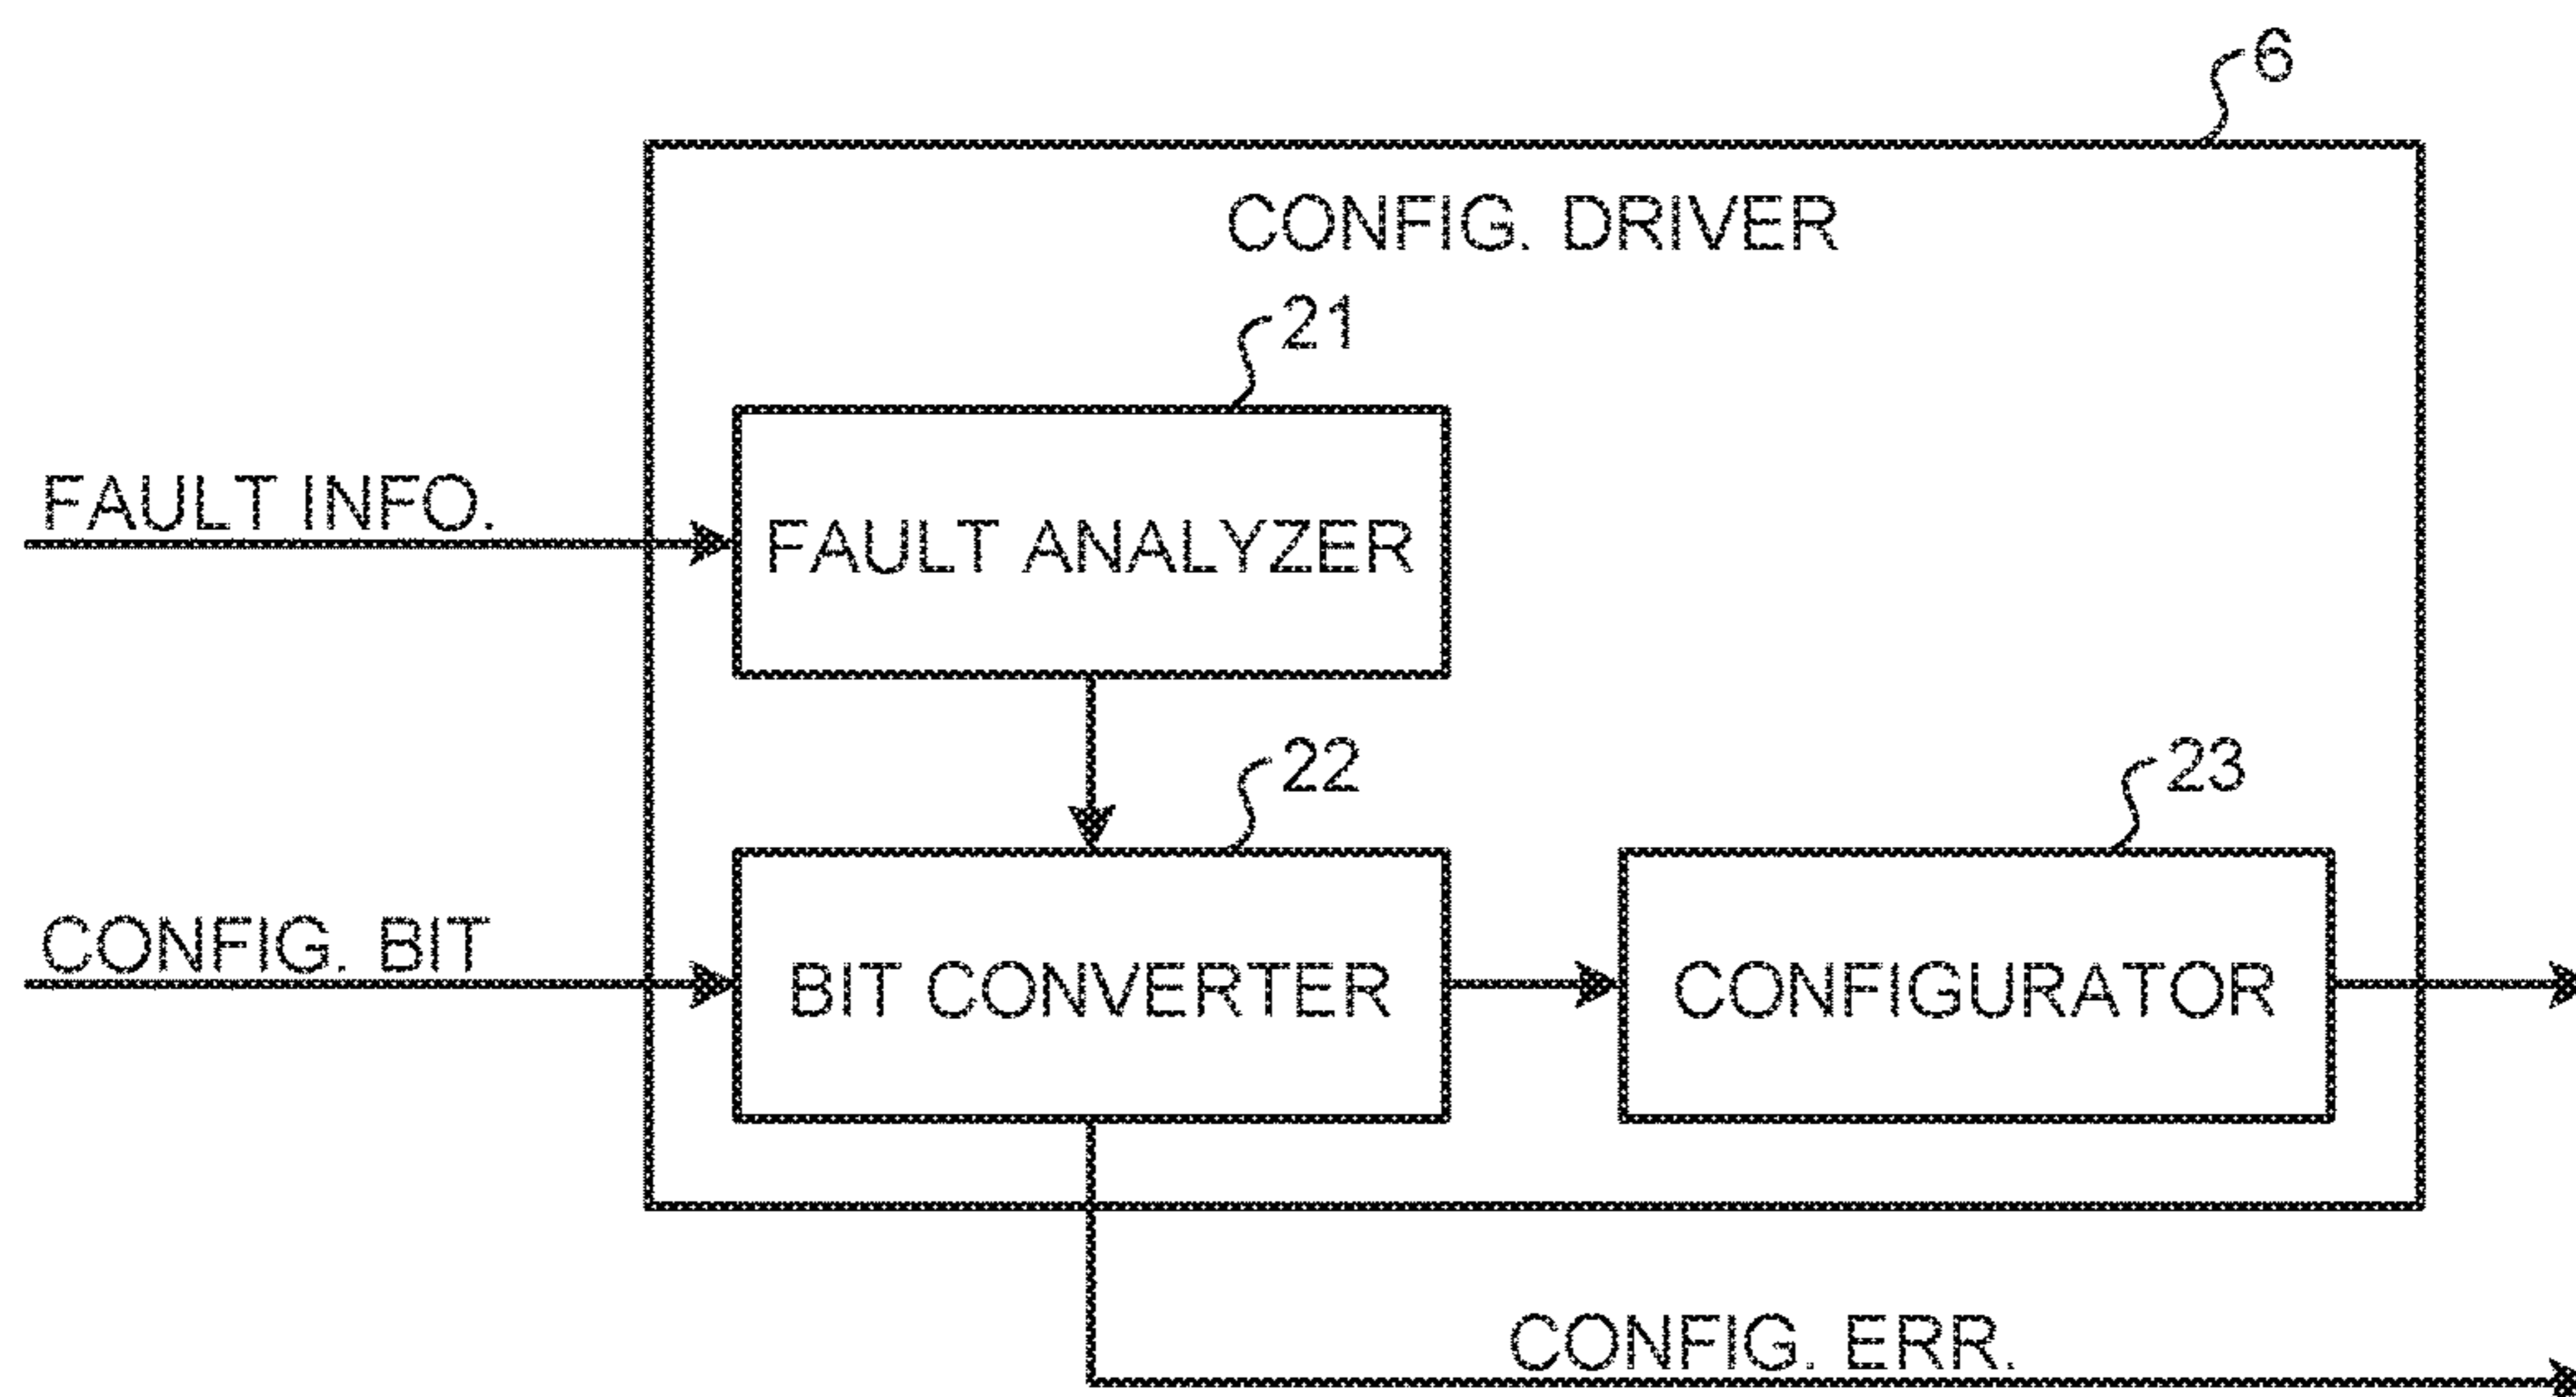 6
CONFIG. DRIVER
21
FAULT INFO.
FAULT ANALYZER
22
23
CONFIG. BIT
BIT CONVERTER
CONFIGURATOR
CONFIG. ERR.